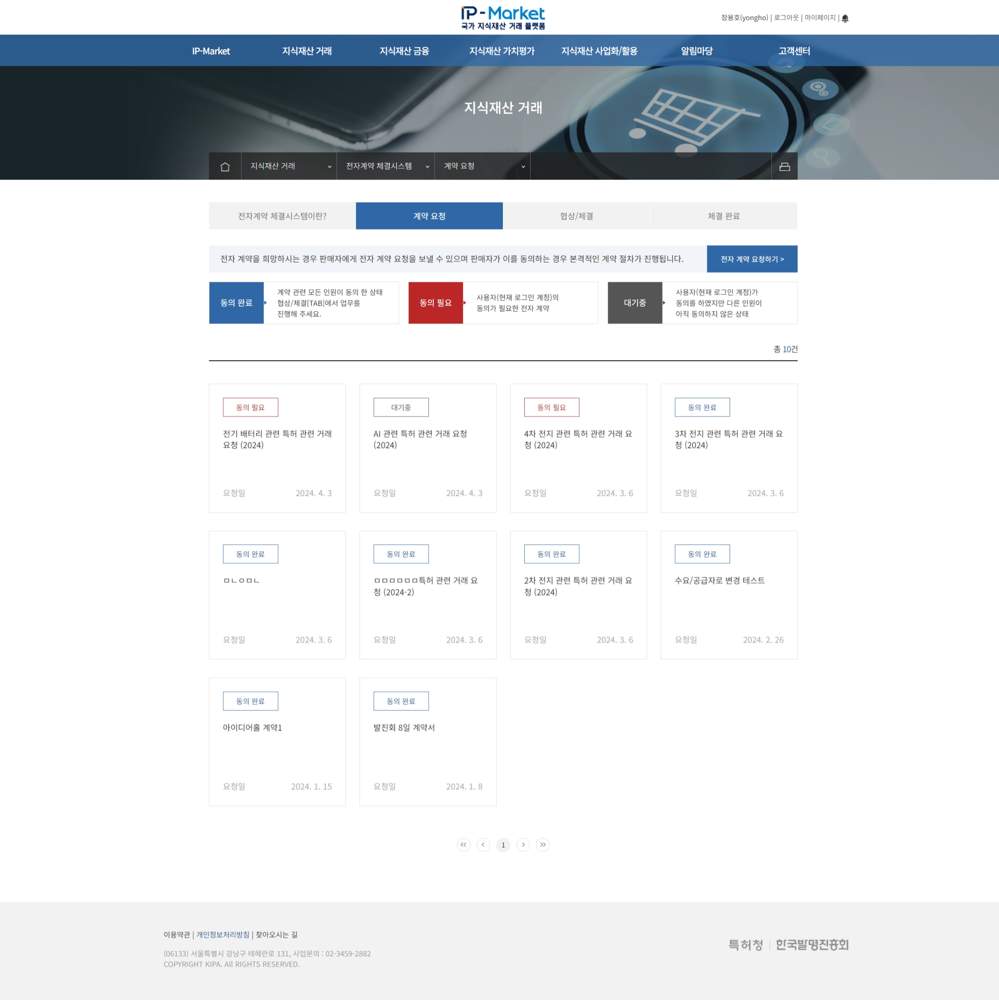 IP-Market
국가 지식재산 거래 플랫폼
장용호(yongho) | 로그아웃 | 마이페이지 |
IP-Market 지식재산 거래 지식재산 금융 지식재산 가치평가 지식재산 사업화/활용 알림마당 고객센터
지식재산 거래
지식재산 거래 전자계약 체결시스템 계약 요청
전자계약 체결시스템이란? 계약 요청 협상/체결 체결 완료
전자 계약을 희망하시는 경우 판매자에게 전자 계약 요청을 보낼 수 있으며 판매자가 이를 동의하는 경우 본격적인 계약 절차가 진행됩니다. 전자 계약 요청하기 >
동의 완료
계약 관련 모든 인원이 동의 한 상태
협상/체결[TAB]에서 업무를
진행해 주세요.
동의 필요
사용자(현재 로그인 계정)의
동의가 필요한 전자 계약
대기중
사용자(현재 로그인 계정)가
동의를 하였지만 다른 인원이
아직 동의하지 않은 상태
총 10건
동의 필요
전기 배터리 관련 특허 관련 거래
요청 (2024)
요청일 2024. 4. 3
대기중
AI 관련 특허 관련 거래 요청
(2024)
요청일 2024. 4. 3
동의 필요
4차 전지 관련 특허 관련 거래 요
청 (2024)
요청일 2024. 3. 6
동의 완료
3차 전지 관련 특허 관련 거래 요
청 (2024)
요청일 2024. 3. 6
동의 완료
ㅁㄴㅇㅁㄴ
요청일 2024. 3. 6
동의 완료
ㅁㅁㅁㅁㅁㅁ특허 관련 거래 요
청 (2024-2)
요청일 2024. 3. 6
동의 완료
2차 전지 관련 특허 관련 거래 요
청 (2024)
요청일 2024. 3. 6
동의 완료
수요/공급자로 변경 테스트
요청일 2024. 2. 26
동의 완료
아이디어홀 계약1
요청일 2024. 1. 15
동의 완료
발진회 8일 계약서
요청일 2024. 1. 8
1
이용약관 | 개인정보처리방침 | 찾아오시는 길
(06133) 서울특별시 강남구 테헤란로 131, 사업문의 : 02-3459-2882
COPYRIGHT KIPA. All RIGHTS RESERVED.
특허청 | 한국발명진흥회